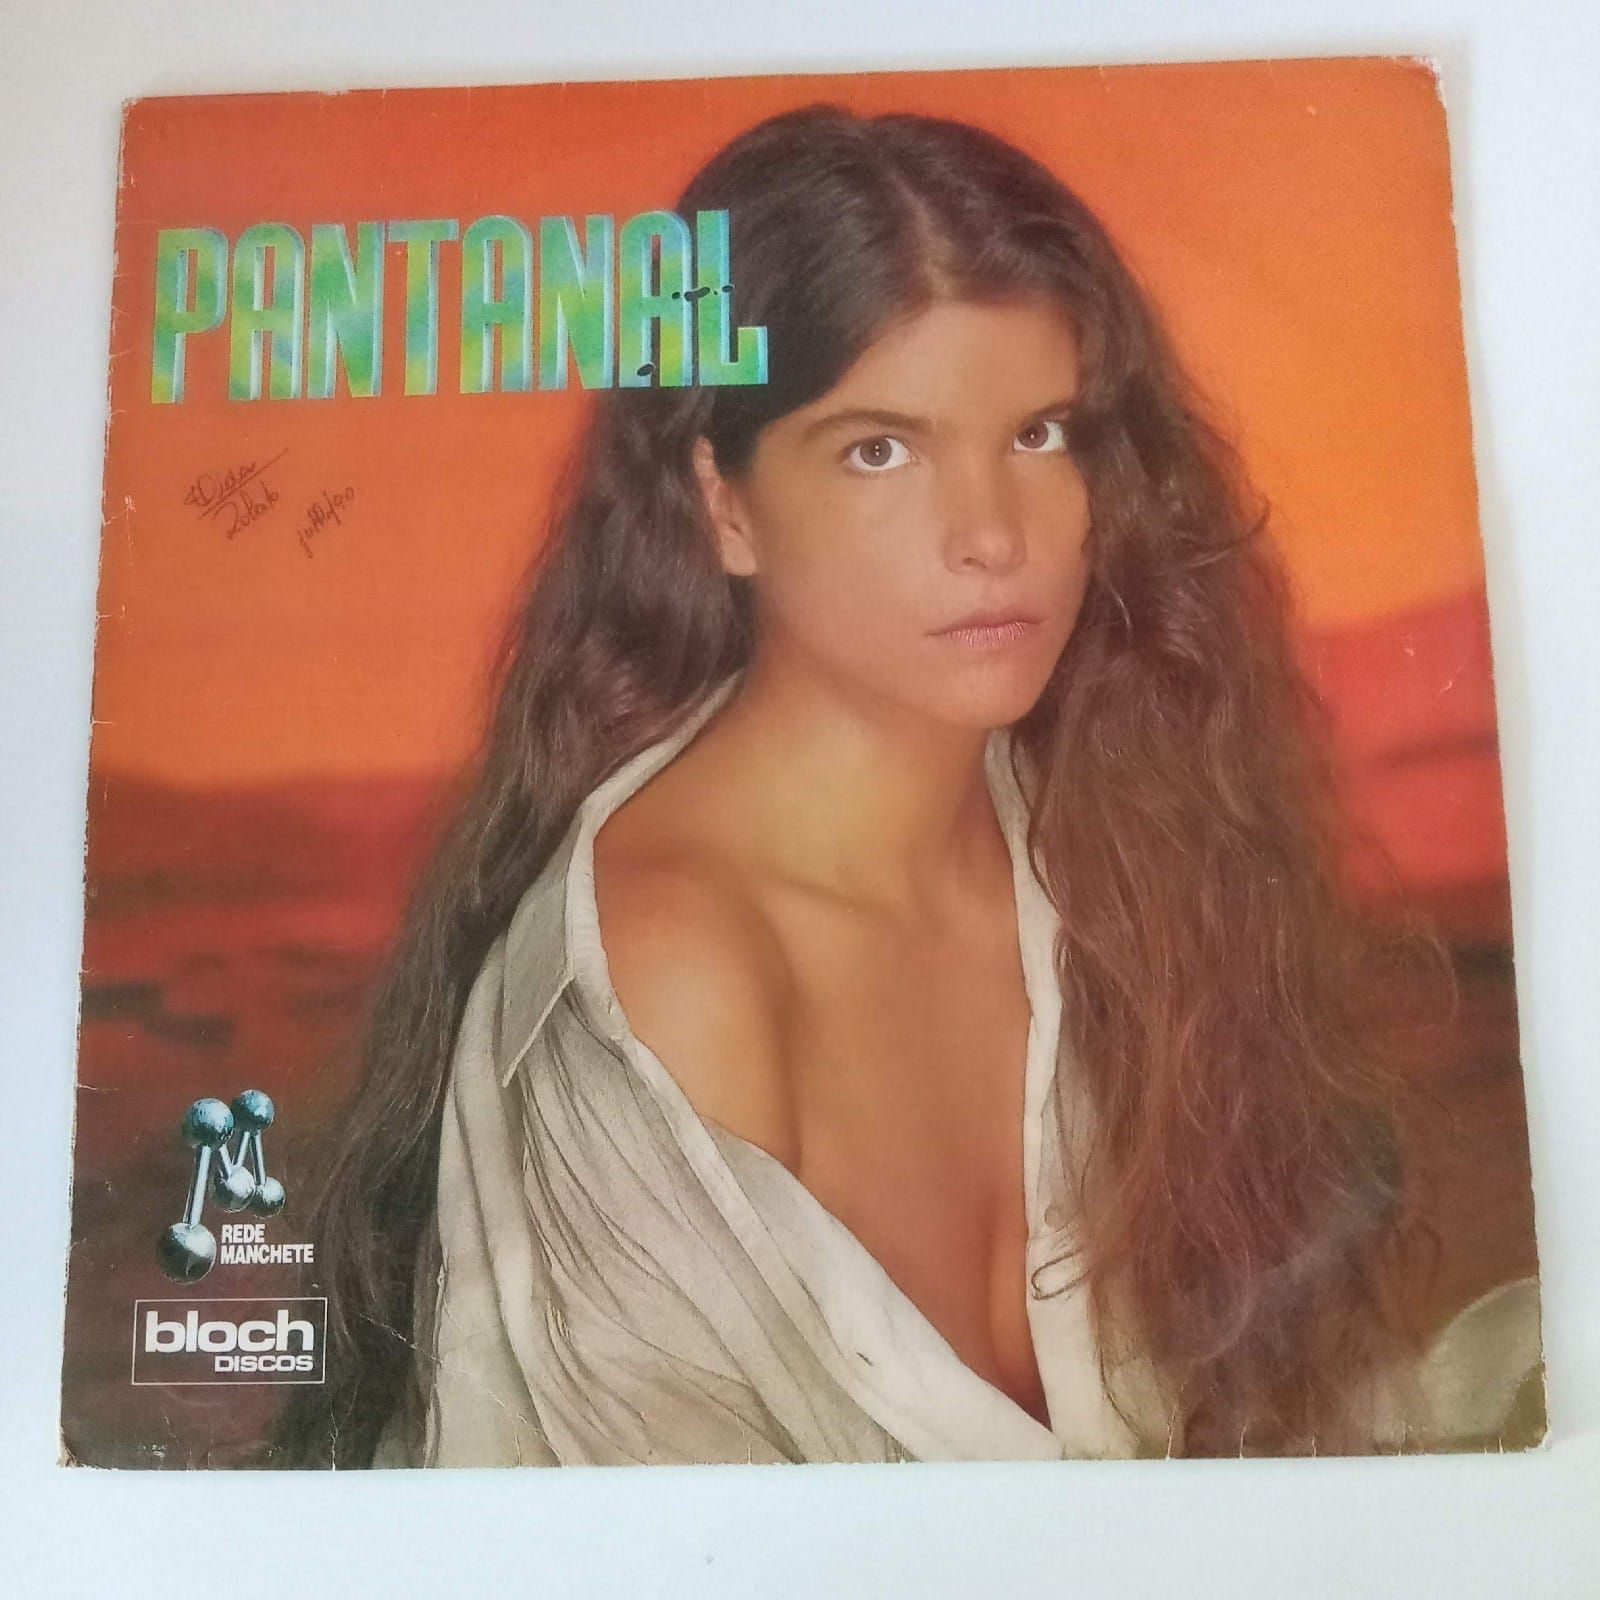 PANTANAL
REDE
MANCHETE
bloch
DISCOS